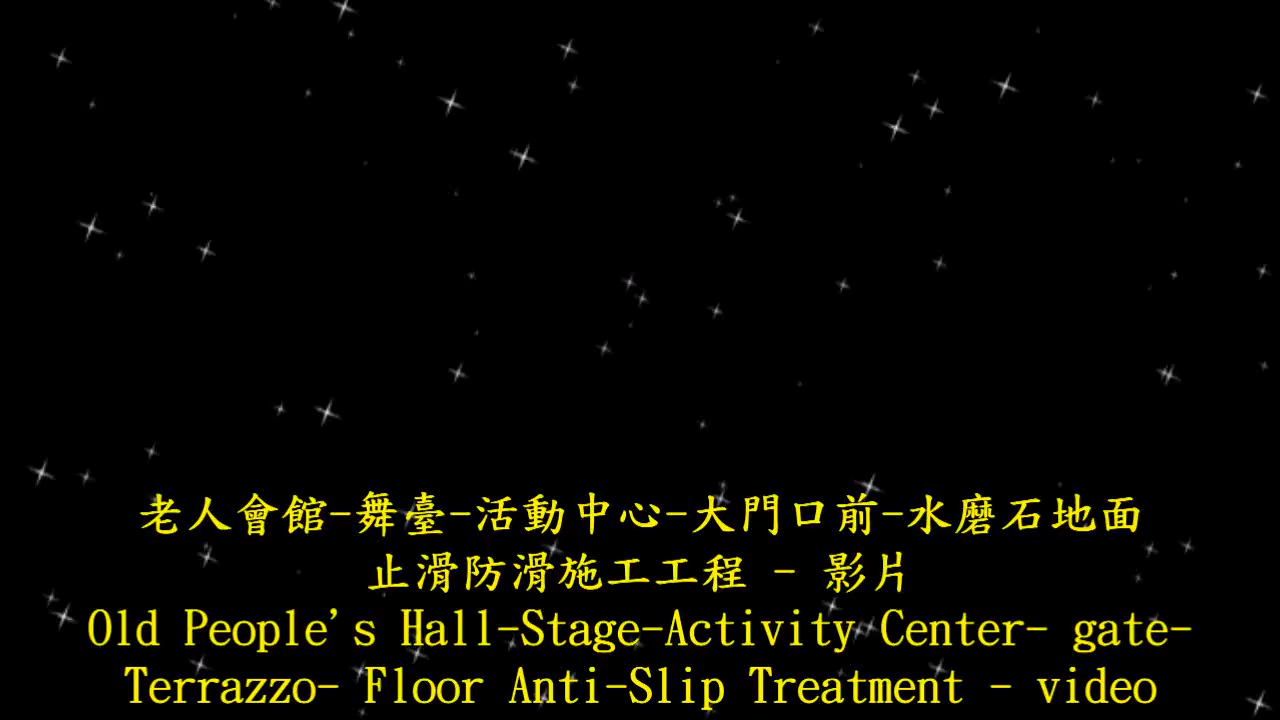 老人會館-舞臺-活動中心-大門口前-水磨石地面
止滑防滑施工工程 - 影片
Old People's Hall-Stage-Activity Center- gate-
Terrazzo- Floor Anti-Slip Treatment - video